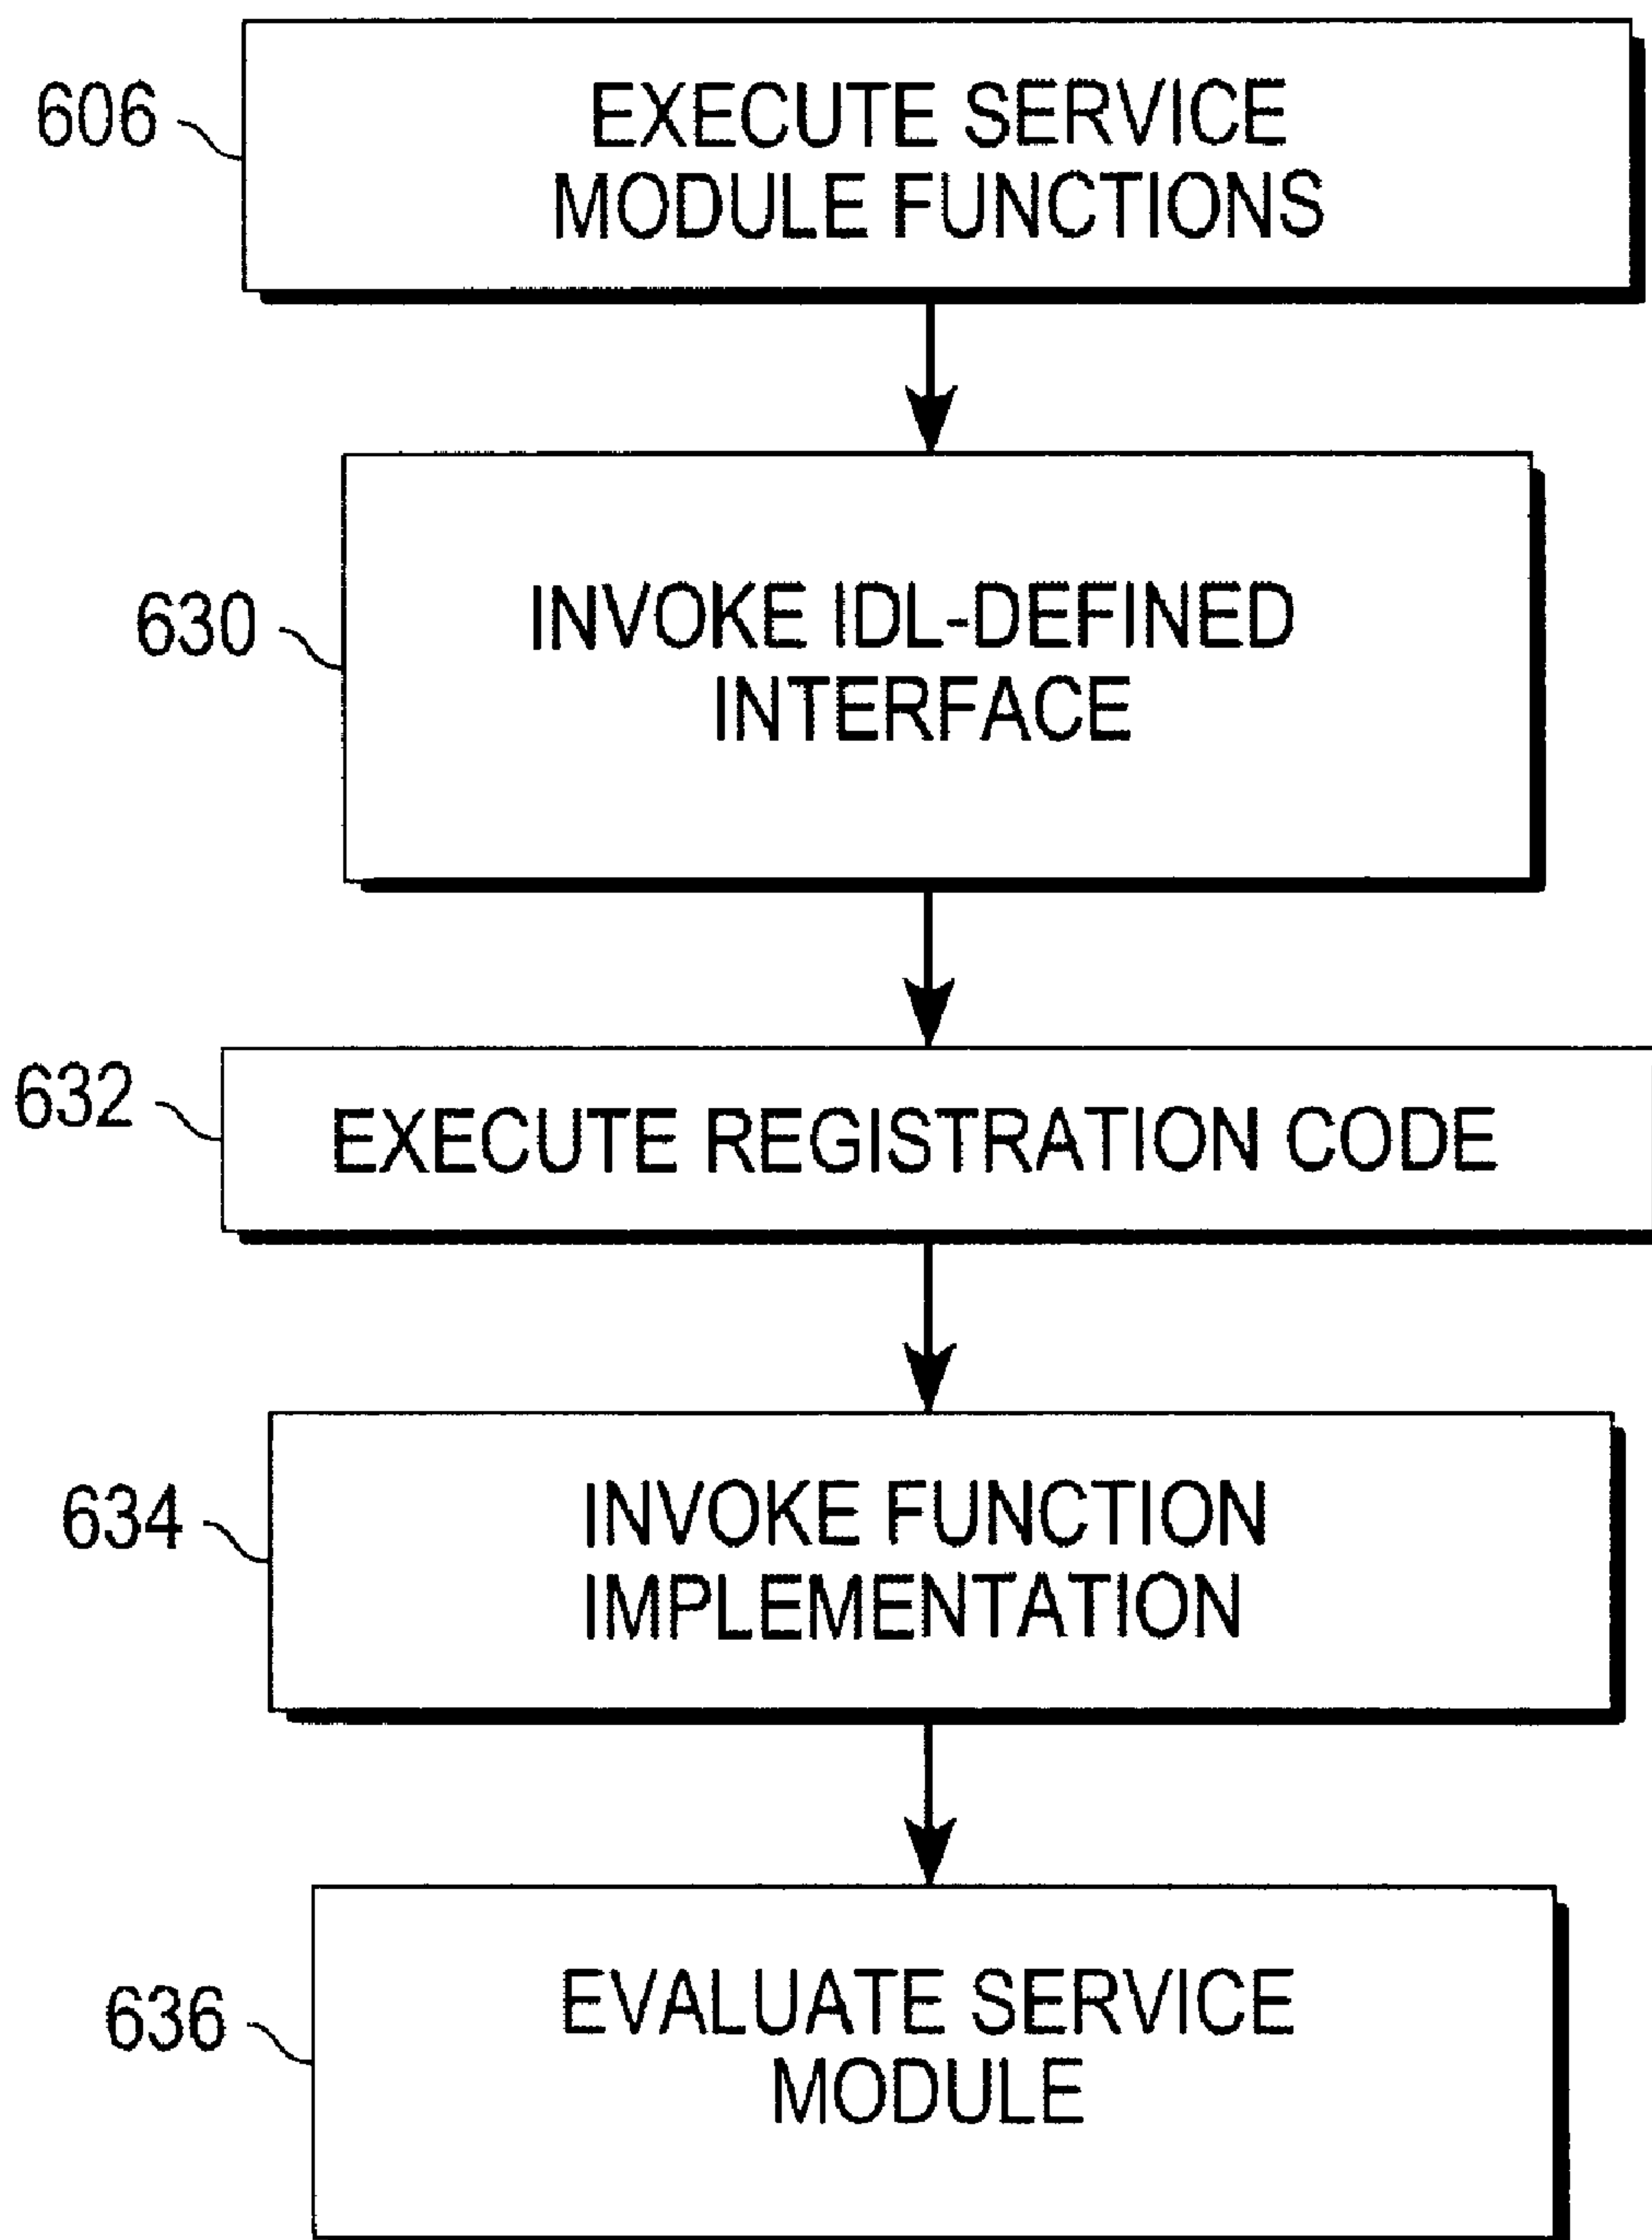 606
EXECUTE SERVICE
MODULE FUNCTIONS
630
INVOKE IDL-DEFINED
INTERFACE
632
EXECUTE REGISTRATION CODE
634
INVOKE FUNCTION
IMPLEMENTATION
636
EVALUATE SERVICE
MODULE